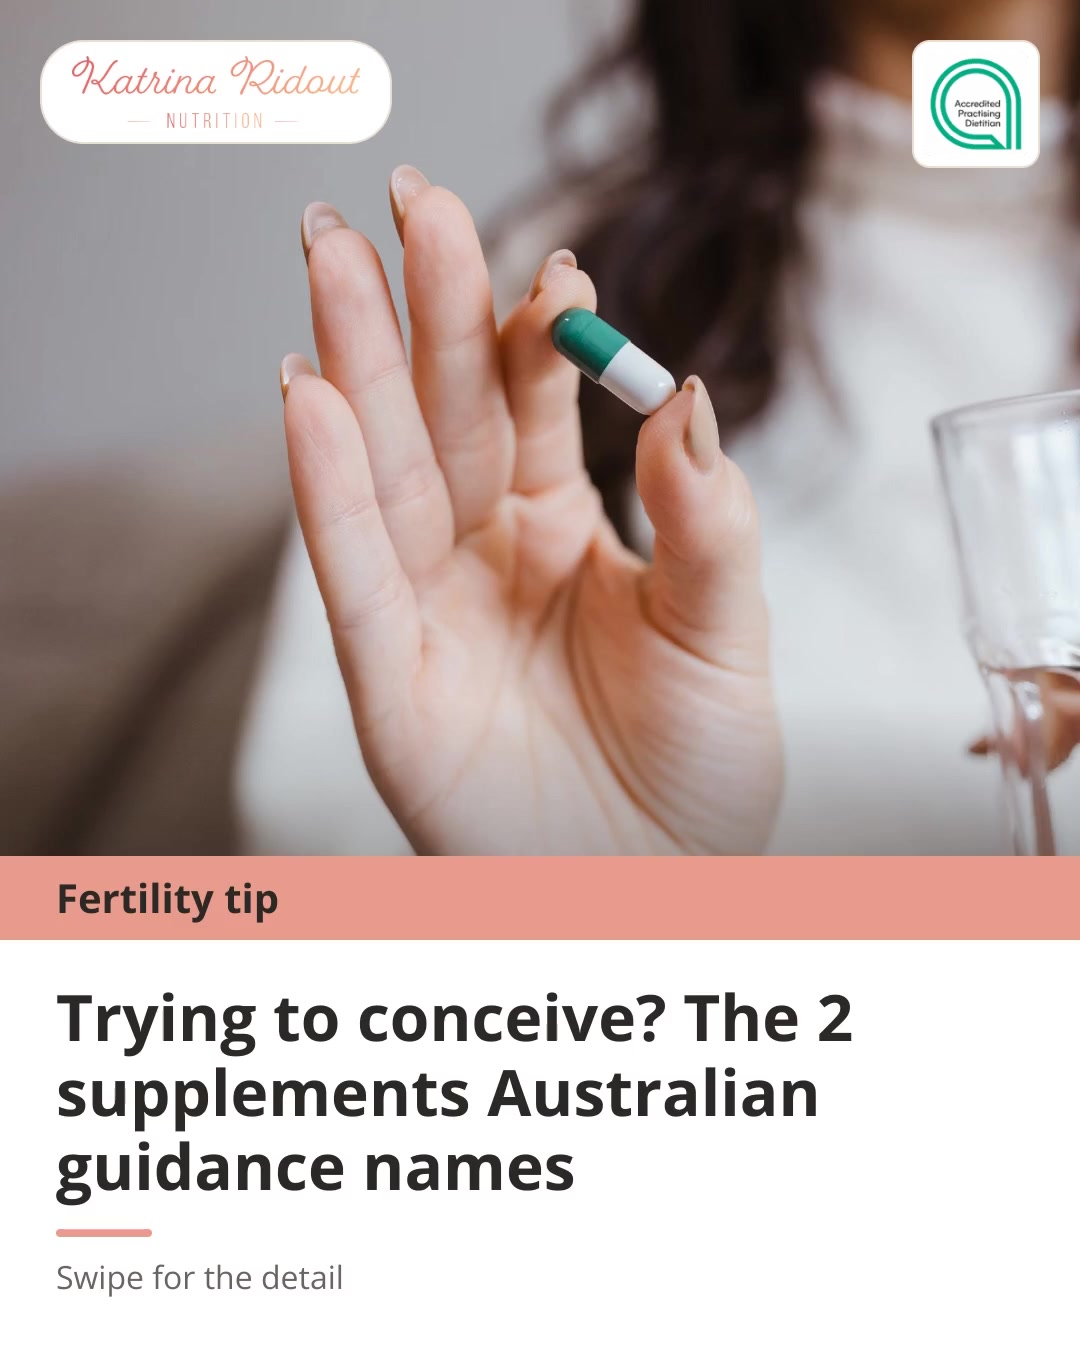 Katrina Ridout
NUTRITION
Accredited
Practising
Dietitian
Fertility tip
Trying to conceive? The 2
supplements Australian
guidance names
Swipe for the detail